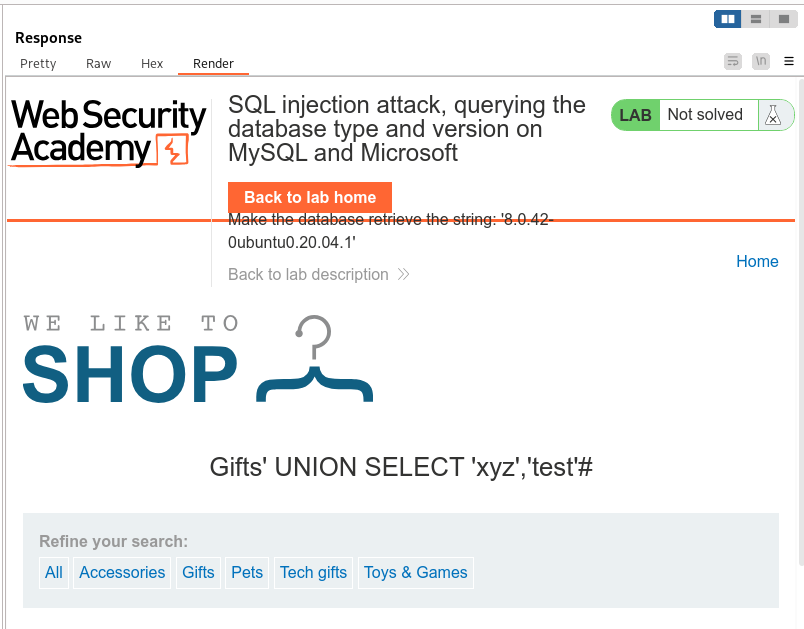 Response
Pretty Raw Hex Render
\n
Web Security
Academy
SQL injection attack, querying the
database type and version on
MySQL and Microsoft
LAB Not solved
Back to lab home
Make the database retrieve the string: '8.0.42-
0ubuntu0.20.04.1'
Home
Back to lab description
WE LIKE TO
SHOP
Gifts' UNION SELECT 'xyz','test'#
Refine your search:
All Accessories Gifts Pets Tech gifts Toys & Games